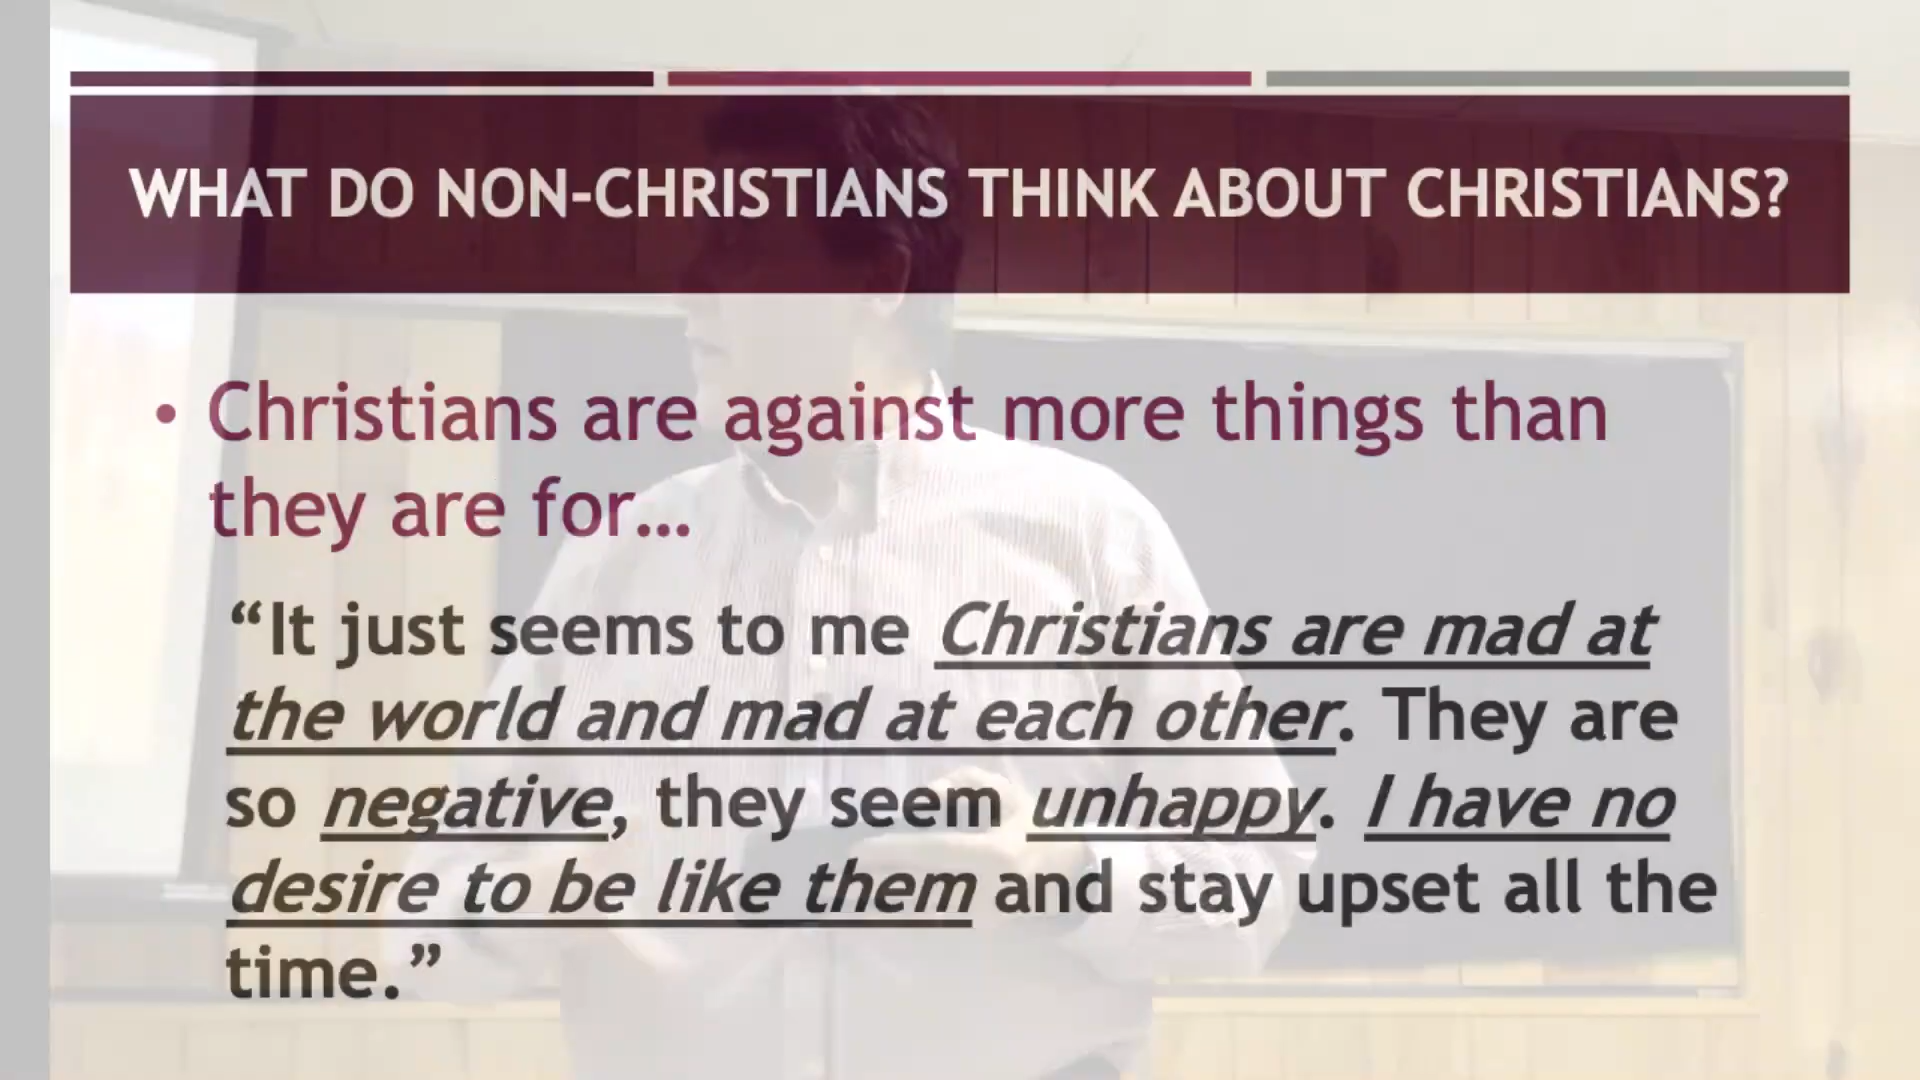 WHAT DO NON-CHRISTIANS THINK ABOUT CHRISTIANS?
• Christians are against more things than
they are for...
“It just seems to me Christians are mad at
the world and mad at each other. They are
so negative, they seem unhappy. I have no
desire to be like them and stay upset all the
time.”